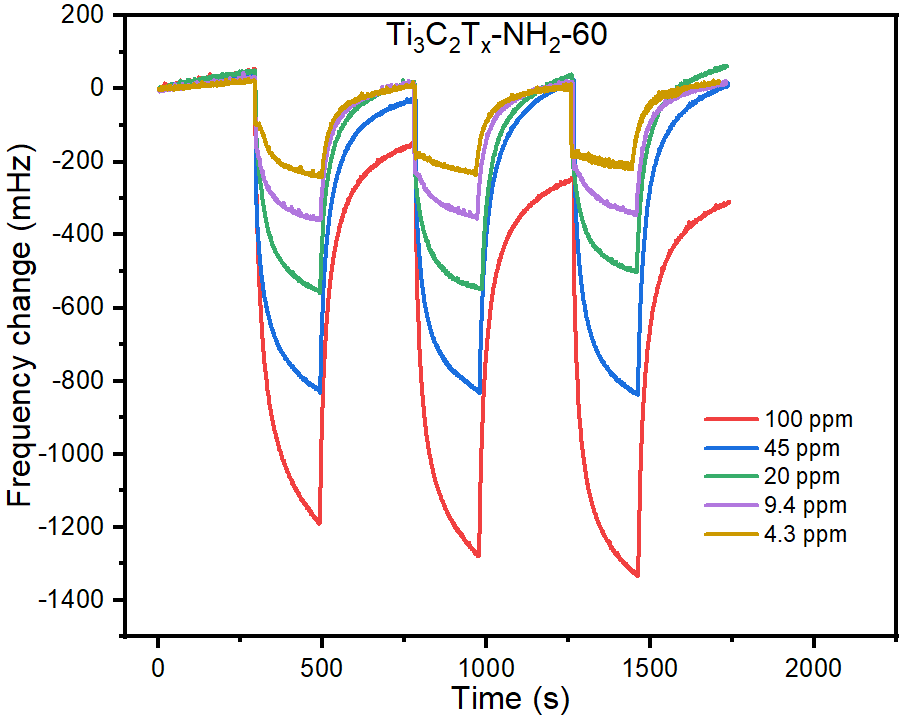 Ti₃C₂Tₓ-NH₂-60
Frequency change (mHz)
200
0
-200
-400
-600
-800
-1000
-1200
-1400
100 ppm
45 ppm
20 ppm
9.4 ppm
4.3 ppm
0
500
1000
1500
2000
Time (s)